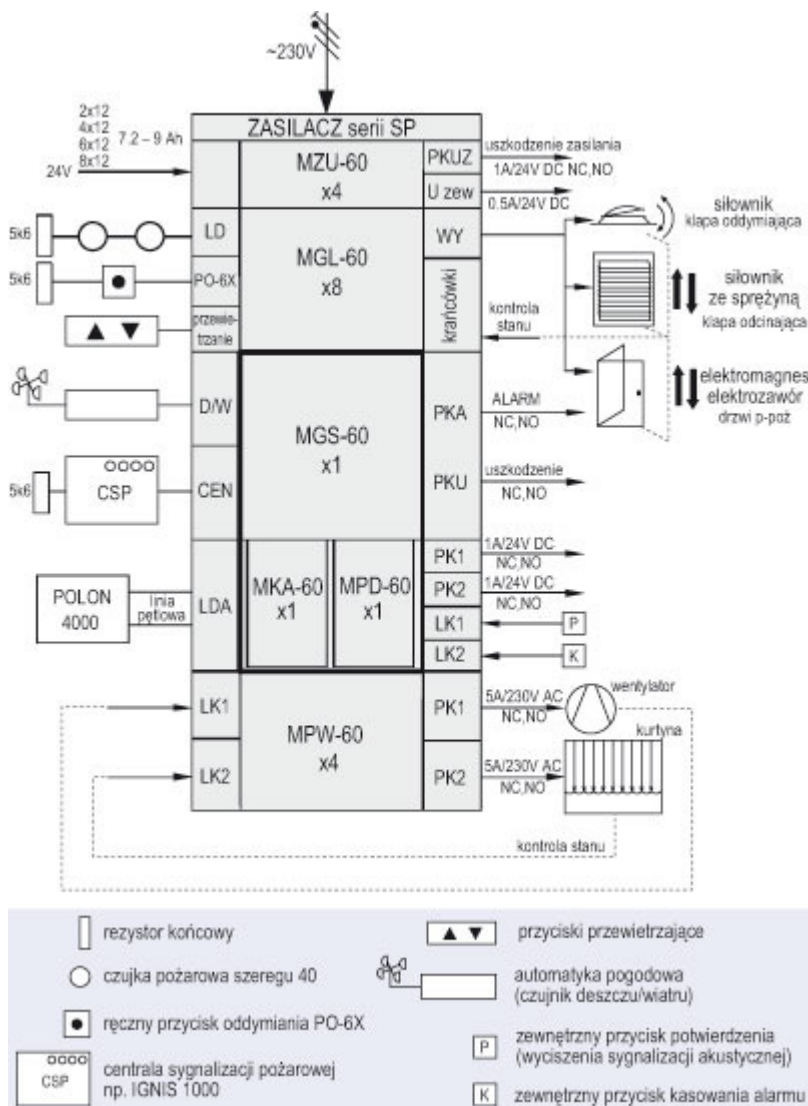 ~230V
2x12
4x12
6x12
8x12
7.2 – 9 Ah
24V
ZASILACZ serii SP
MZU-60
x4
PKUZ
uszkodzenie zasilania
1A/24V DC NC,NO
U zew
0.5A/24V DC
5k6
LD
MGL-60
x8
WY
siłownik
klapa oddymiająca
5k6
PO-6X
krańcówki
siłownik
ze sprężyną
klapa odcinająca
przewie-
trzanie
kontrola
stanu
elektromagnes
elektrozawór
drzwi p-poż
D/W
MGS-60
x1
PKA
ALARM
NC,NO
5k6
CSP
CEN
PKU
uszkodzenie
NC,NO
POLON
4000
linia
pętlowa
LDA
MKA-60
x1
MPD-60
x1
PK1
1A/24V DC
NC,NO
PK2
1A/24V DC
NC,NO
LK1
P
LK2
K
LK1
MPW-60
x4
PK1
5A/230V AC
NC,NO
wentylator
kurtyna
LK2
PK2
5A/230V AC
NC,NO
kontrola stanu
rezystor końcowy
czujka pożarowa szeregu 40
ręczny przycisk oddymiania PO-6X
CSP
centrala sygnalizacji pożarowej
np. IGNIS 1000
przyciski przewietrzające
automatyka pogodowa
(czujnik deszczu/wiatru)
P
zewnętrzny przycisk potwierdzenia
(wyciszenia sygnalizacji akustycznej)
K
zewnętrzny przycisk kasowania alarmu